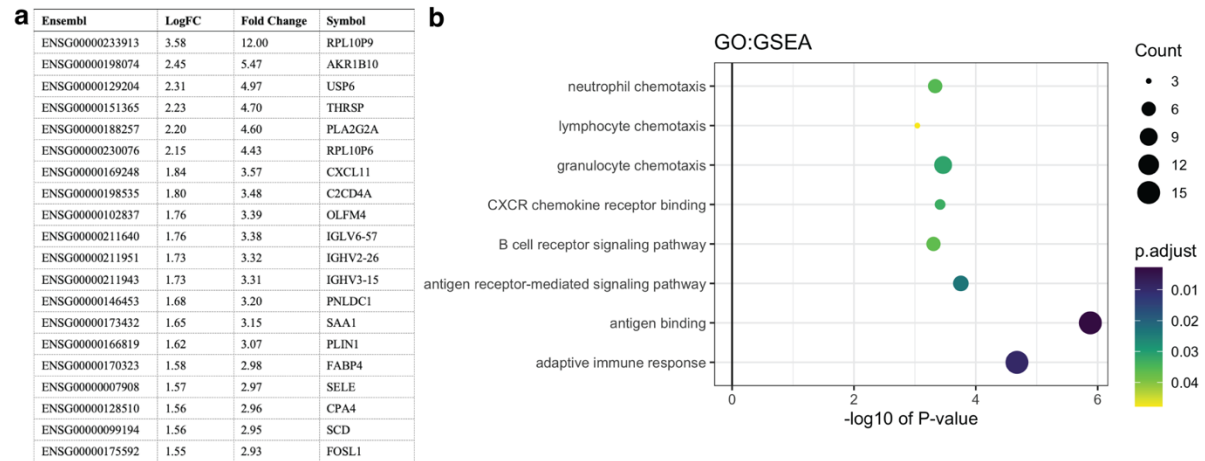 a
Ensembl LogFC Fold Change Symbol
ENSG00000233913 3.58 12.00 RPL10P9
ENSG00000198074 2.45 5.47 AKR1B10
ENSG00000129204 2.31 4.97 USP6
ENSG00000151365 2.23 4.70 THRSP
ENSG00000188257 2.20 4.60 PLA2G2A
ENSG00000230076 2.15 4.43 RPL10P6
ENSG00000169248 1.84 3.57 CXCL11
ENSG00000198535 1.80 3.48 C2CD4A
ENSG00000102837 1.76 3.39 OLFM4
ENSG00000211640 1.76 3.38 IGLV6-57
ENSG00000211951 1.73 3.32 IGHV2-26
ENSG00000211943 1.73 3.31 IGHV3-15
ENSG00000146453 1.68 3.20 PNLDC1
ENSG00000173432 1.65 3.15 SAA1
ENSG00000166819 1.62 3.07 PLIN1
ENSG00000170323 1.58 2.98 FABP4
ENSG00000007908 1.57 2.97 SELE
ENSG00000128510 1.56 2.96 CPA4
ENSG00000099194 1.56 2.95 SCD
ENSG00000175592 1.55 2.93 FOSL1
b
GO:GSEA
neutrophil chemotaxis
lymphocyte chemotaxis
granulocyte chemotaxis
CXCR chemokine receptor binding
B cell receptor signaling pathway
antigen receptor-mediated signaling pathway
antigen binding
adaptive immune response
0 2 4 6
-log10 of P-value
Count
3
6
9
12
15
p.adjust
0.01
0.02
0.03
0.04